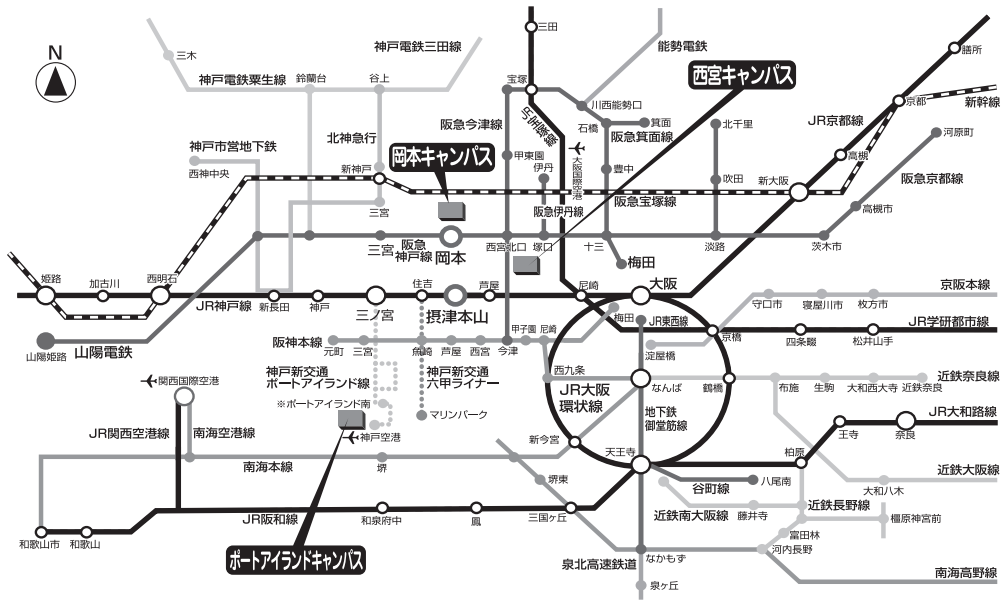 N
三木
神戸電鉄三田線
三田
能勢電鉄
膳所
神戸電鉄粟生線
鈴蘭台
谷上
宝塚
西宮キャンパス
川西能勢口
京都
新幹線
JR宝塚線
阪急今津線
石橋
箕面
北千里
JR京都線
河原町
北神急行
阪急箕面線
神戸市営地下鉄
西神中央
岡本キャンパス
甲東園
大阪国際空港
高槻
新神戸
伊丹
豊中
吹田
新大阪
阪急京都線
三宮
阪急伊丹線
阪急宝塚線
高槻市
三宮
阪急
神戸線
岡本
西宮北口
塚口
十三
淡路
茨木市
梅田
姫路
加古川
西明石
住吉
芦屋
尼崎
大阪
京阪本線
JR神戸線
新長田
神戸
三ノ宮
摂津本山
守口市
寝屋川市
枚方市
梅田
JR東西線
京橋
JR学研都市線
山陽姫路
山陽電鉄
阪神本線
元町
三宮
魚崎
芦屋
西宮
今津
甲子園
尼崎
淀屋橋
四条畷
松井山手
神戸新交通
ポートアイランド線
神戸新交通
六甲ライナー
西九条
なんば
鶴橋
近鉄奈良線
布施
生駒
大和西大寺
近鉄奈良
関西国際空港
※ポートアイランド南
マリンパーク
JR大阪
環状線
地下鉄
御堂筋線
JR大和路線
JR関西空港線
南海空港線
神戸空港
新今宮
天王寺
王寺
奈良
柏原
南海本線
堺
堺東
谷町線
八尾南
近鉄大阪線
大和八木
近鉄南大阪線
藤井寺
近鉄長野線
橿原神宮前
JR阪和線
和泉府中
鳳
三国ヶ丘
富田林
和歌山市
和歌山
ポートアイランドキャンパス
泉北高速鉄道
なかもず
河内長野
泉ヶ丘
南海高野線